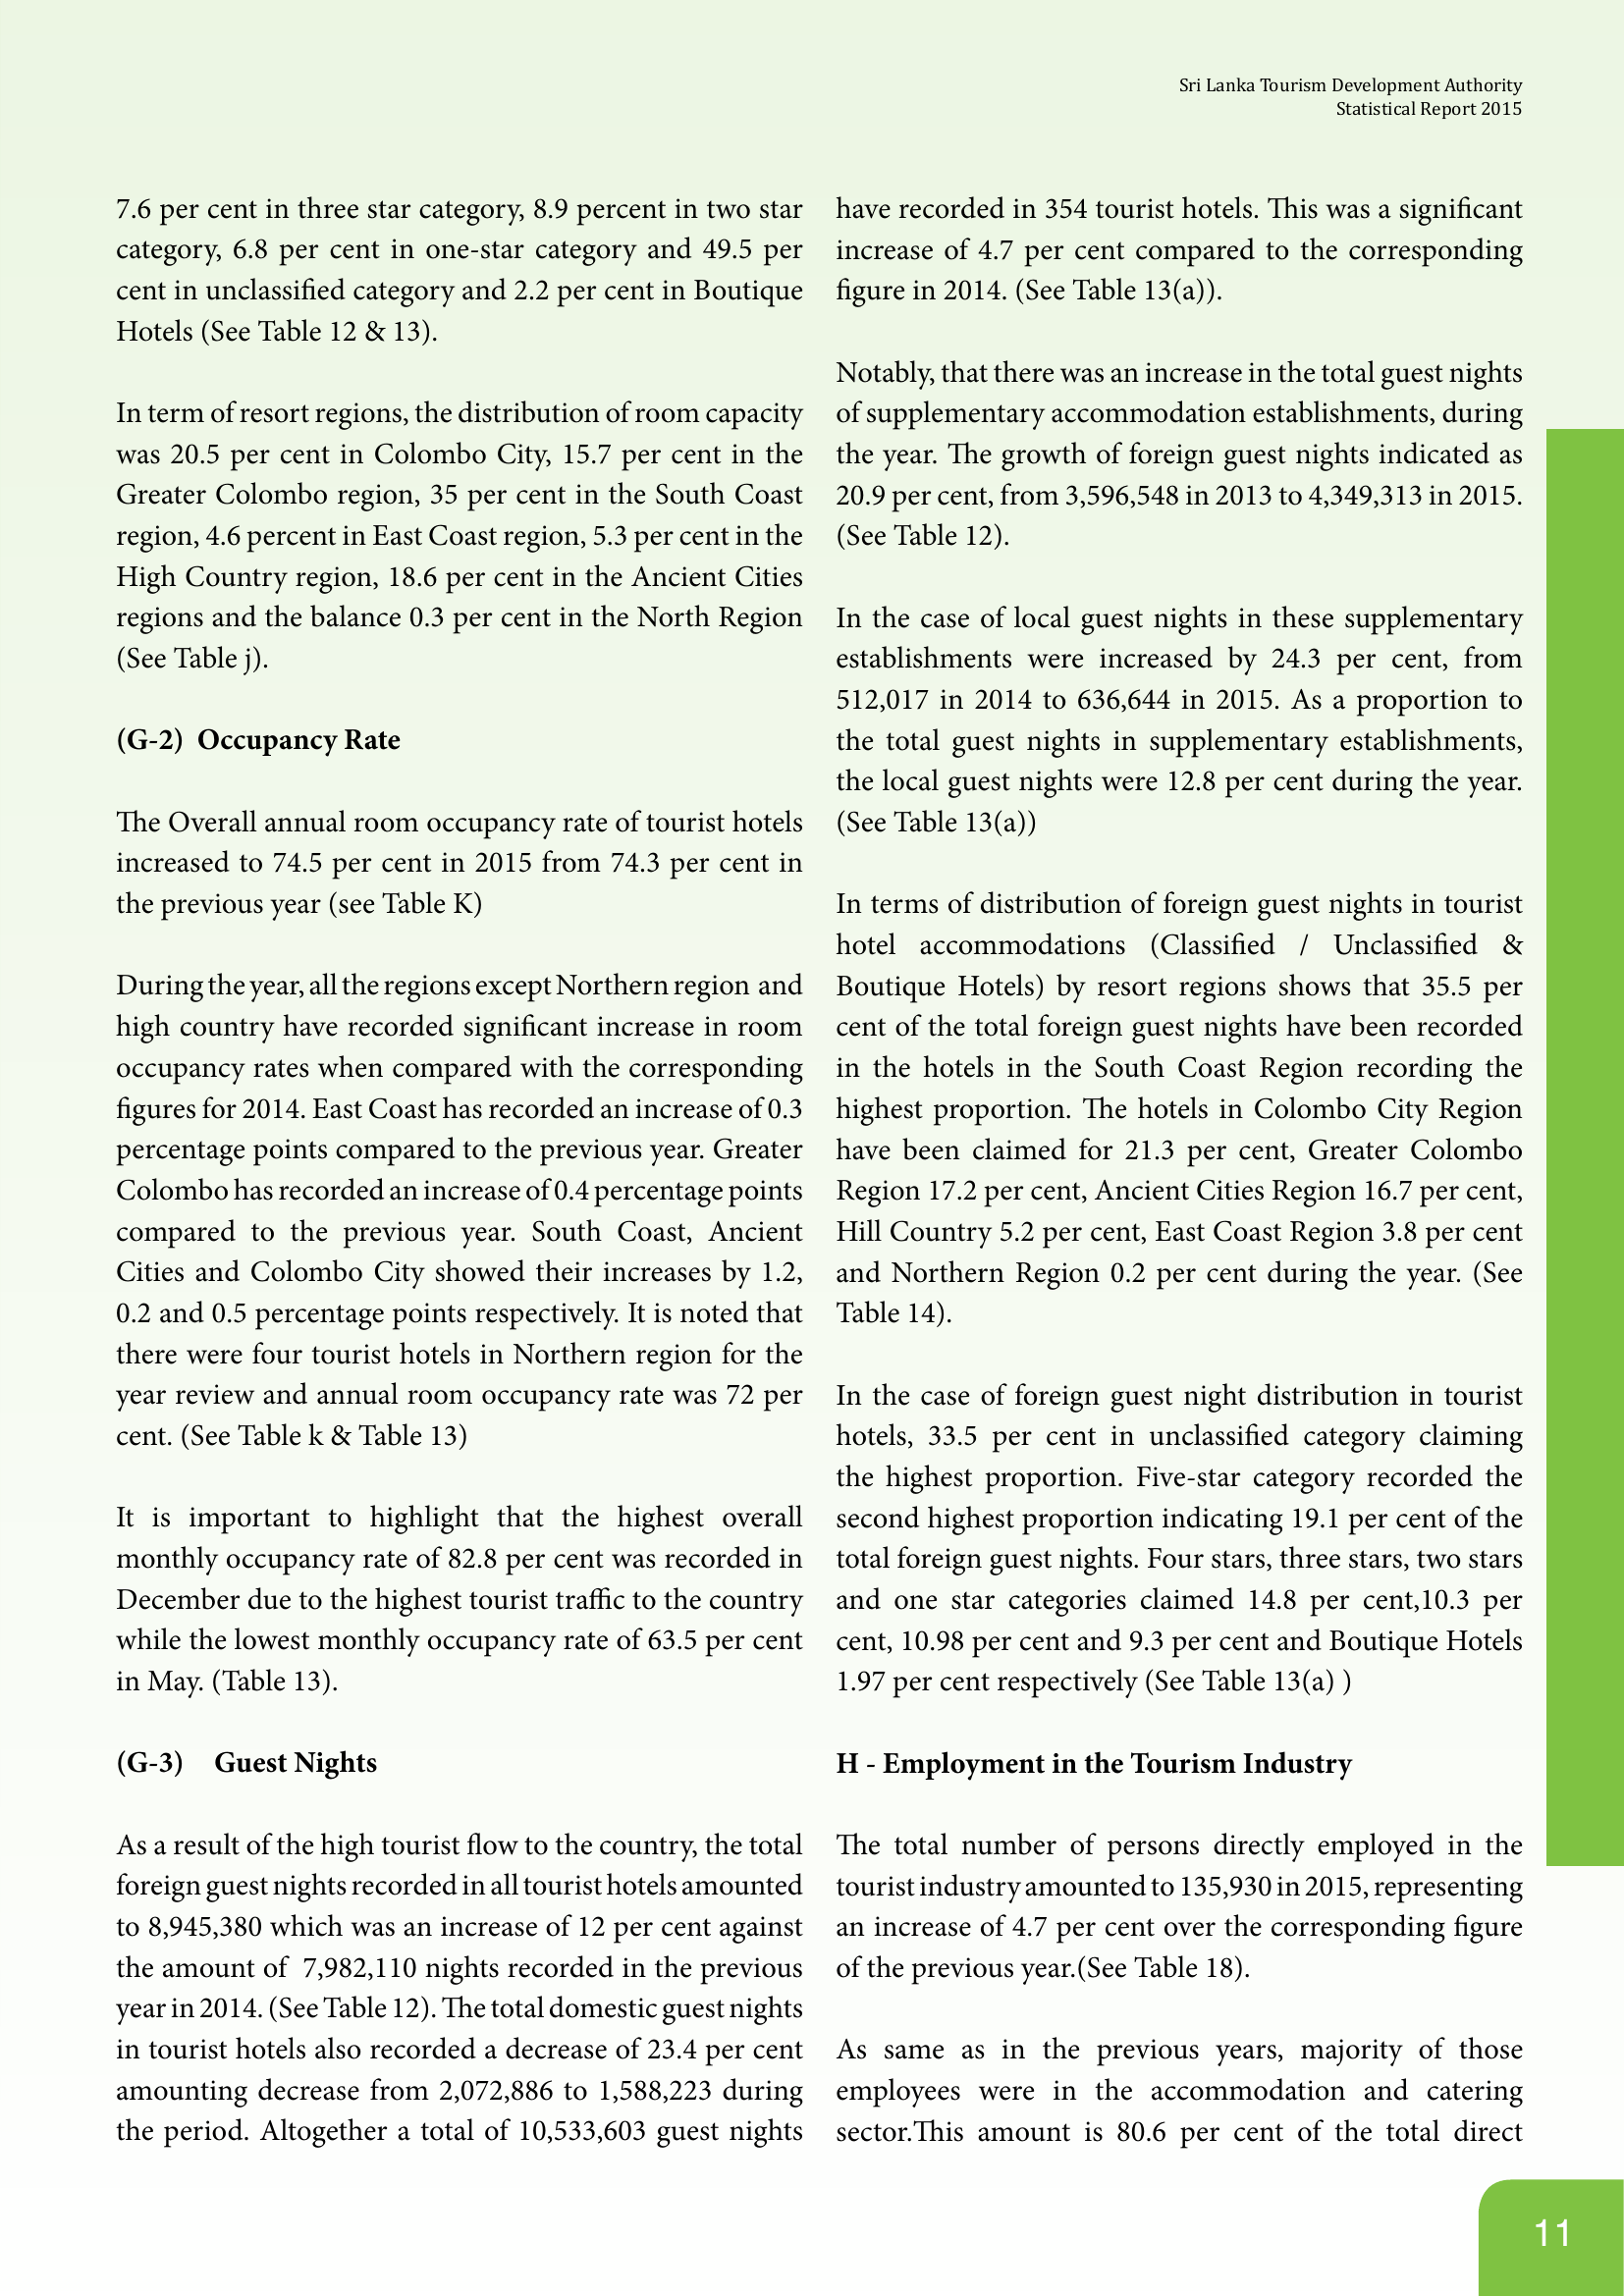 Sri Lanka Tourism Development Authority
Statistical Report 2015
7.6 per cent in three star category, 8.9 percent in two star
category, 6.8 per cent in one-star category and 49.5 per
cent in unclassified category and 2.2 per cent in Boutique
Hotels (See Table 12 & 13).
In term of resort regions, the distribution of room capacity
was 20.5 per cent in Colombo City, 15.7 per cent in the
Greater Colombo region, 35 per cent in the South Coast
region, 4.6 percent in East Coast region, 5.3 per cent in the
High Country region, 18.6 per cent in the Ancient Cities
regions and the balance 0.3 per cent in the North Region
(See Table j).
(G-2) Occupancy Rate
The Overall annual room occupancy rate of tourist hotels
increased to 74.5 per cent in 2015 from 74.3 per cent in
the previous year (see Table K)
During the year, all the regions except Northern region and
high country have recorded significant increase in room
occupancy rates when compared with the corresponding
figures for 2014. East Coast has recorded an increase of 0.3
percentage points compared to the previous year. Greater
Colombo has recorded an increase of 0.4 percentage points
compared to the previous year. South Coast, Ancient
Cities and Colombo City showed their increases by 1.2,
0.2 and 0.5 percentage points respectively. It is noted that
there were four tourist hotels in Northern region for the
year review and annual room occupancy rate was 72 per
cent. (See Table k & Table 13)
It is important to highlight that the highest overall
monthly occupancy rate of 82.8 per cent was recorded in
December due to the highest tourist traffic to the country
while the lowest monthly occupancy rate of 63.5 per cent
in May. (Table 13).
(G-3) Guest Nights
As a result of the high tourist flow to the country, the total
foreign guest nights recorded in all tourist hotels amounted
to 8,945,380 which was an increase of 12 per cent against
the amount of 7,982,110 nights recorded in the previous
year in 2014. (See Table 12). The total domestic guest nights
in tourist hotels also recorded a decrease of 23.4 per cent
amounting decrease from 2,072,886 to 1,588,223 during
the period. Altogether a total of 10,533,603 guest nights
have recorded in 354 tourist hotels. This was a significant
increase of 4.7 per cent compared to the corresponding
figure in 2014. (See Table 13(a)).
Notably, that there was an increase in the total guest nights
of supplementary accommodation establishments, during
the year. The growth of foreign guest nights indicated as
20.9 per cent, from 3,596,548 in 2013 to 4,349,313 in 2015.
(See Table 12).
In the case of local guest nights in these supplementary
establishments were increased by 24.3 per cent, from
512,017 in 2014 to 636,644 in 2015. As a proportion to
the total guest nights in supplementary establishments,
the local guest nights were 12.8 per cent during the year.
(See Table 13(a))
In terms of distribution of foreign guest nights in tourist
hotel accommodations (Classified / Unclassified &
Boutique Hotels) by resort regions shows that 35.5 per
cent of the total foreign guest nights have been recorded
in the hotels in the South Coast Region recording the
highest proportion. The hotels in Colombo City Region
have been claimed for 21.3 per cent, Greater Colombo
Region 17.2 per cent, Ancient Cities Region 16.7 per cent,
Hill Country 5.2 per cent, East Coast Region 3.8 per cent
and Northern Region 0.2 per cent during the year. (See
Table 14).
In the case of foreign guest night distribution in tourist
hotels, 33.5 per cent in unclassified category claiming
the highest proportion. Five-star category recorded the
second highest proportion indicating 19.1 per cent of the
total foreign guest nights. Four stars, three stars, two stars
and one star categories claimed 14.8 per cent,10.3 per
cent, 10.98 per cent and 9.3 per cent and Boutique Hotels
1.97 per cent respectively (See Table 13(a) )
H - Employment in the Tourism Industry
The total number of persons directly employed in the
tourist industry amounted to 135,930 in 2015, representing
an increase of 4.7 per cent over the corresponding figure
of the previous year.(See Table 18).
As same as in the previous years, majority of those
employees were in the accommodation and catering
sector.This amount is 80.6 per cent of the total direct
11